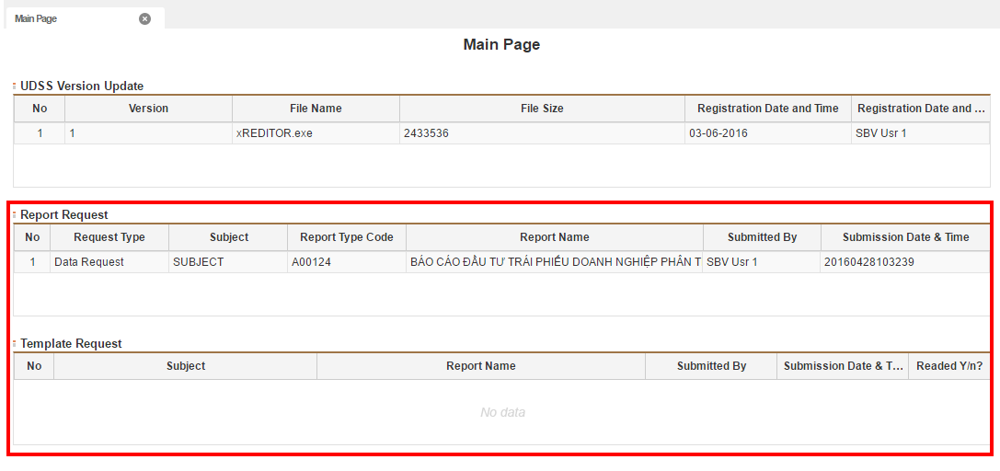 Main Page
Main Page
UDSS Version Update
No Version File Name File Size Registration Date and Time Registration Date and ...
1 1 xREDITOR.exe 2433536 03-06-2016 SBV Usr 1
Report Request
No Request Type Subject Report Type Code Report Name Submitted By Submission Date & Time
1 Data Request SUBJECT A00124 BÁO CÁO ĐẦU TƯ TRÁI PHIẾU DOANH NGHIỆP PHÂN T SBV Usr 1 20160428103239
Template Request
No Subject Report Name Submitted By Submission Date & T... Readed Y/n?
No data